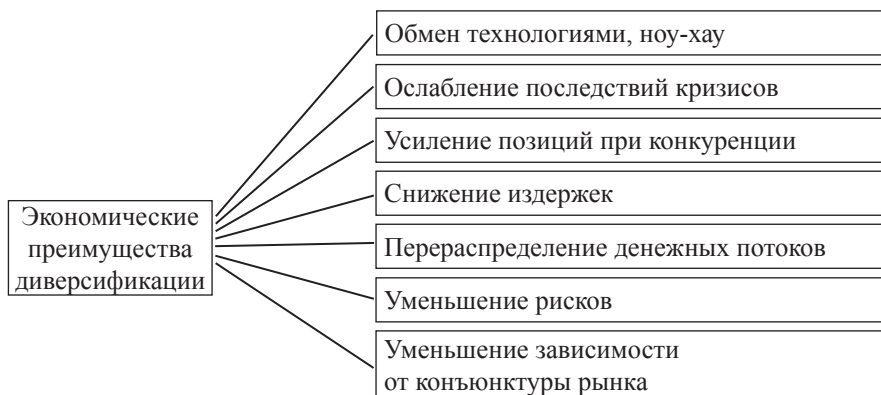 Экономические
преимущества
диверсификации
Обмен технологиями, ноу-хау
Ослабление последствий кризисов
Усиление позиций при конкуренции
Снижение издержек
Перераспределение денежных потоков
Уменьшение рисков
Уменьшение зависимости
от конъюнктуры рынка